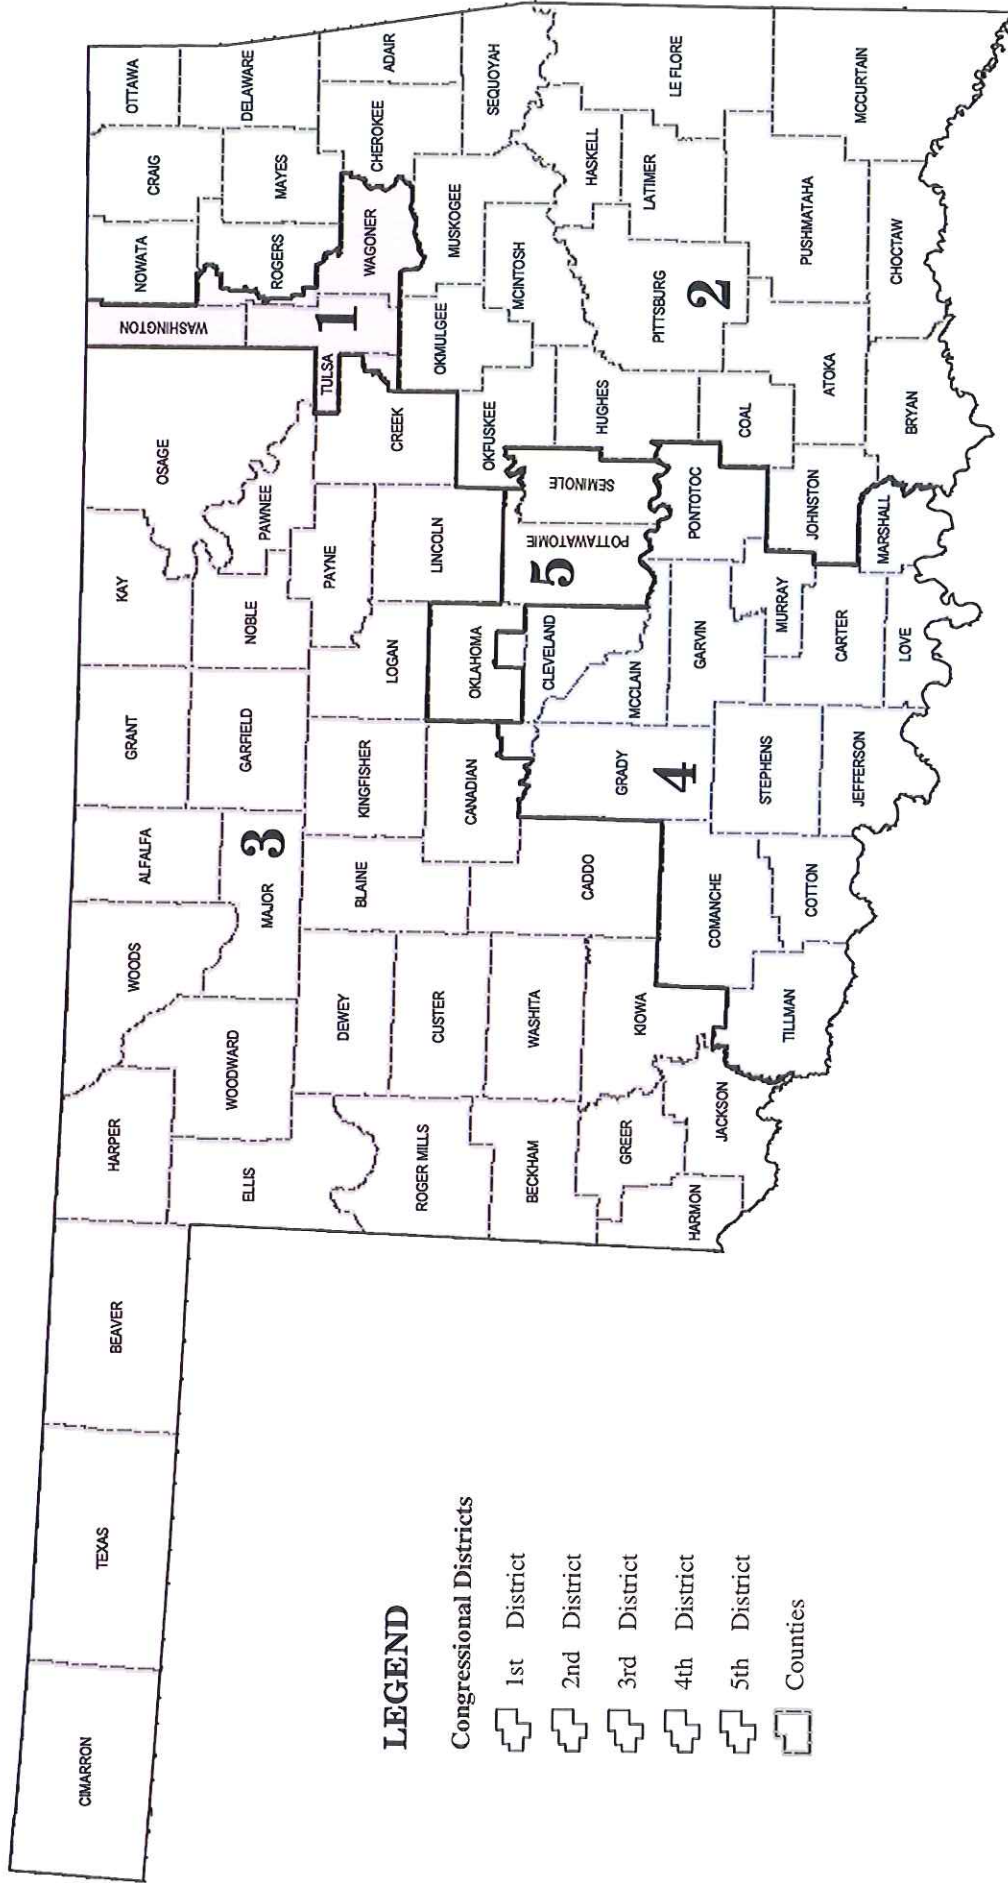 CIMARRON
TEXAS
BEAVER
HARPER
WOODS
ALFALFA
GRANT
KAY
OSAGE
WASHINGTON
NOWATA
CRAIG
OTTAWA
ELLIS
WOODWARD
MAJOR
3
GARFIELD
NOBLE
PAWNEE
TULSA
1
ROGERS
MAYES
DELAWARE
ROGER MILLS
DEWEY
BLAINE
KINGFISHER
LOGAN
PAYNE
CREEK
WAGONER
CHEROKEE
ADAIR
CUSTER
CANADIAN
OKLAHOMA
LINCOLN
OKFUSKEE
OKMULGEE
MUSKOGEE
SEQUOYAH
BECKHAM
WASHITA
CADDO
GRADY
4
MCCLAIN
CLEVELAND
5
POTTAWATOMIE
SEMINOLE
HUGHES
MCINTOSH
HASKELL
GREER
KIOWA
COMANCHE
STEPHENS
GARVIN
PONTOTOC
COAL
PITTSBURG
2
LATIMER
LE FLORE
HARMON
JACKSON
TILLMAN
COTTON
JEFFERSON
MURRAY
CARTER
JOHNSTON
ATOKA
PUSHMATAHA
MCCURTAIN
LOVE
MARSHALL
BRYAN
CHOCTAW
LEGEND
Congressional Districts
1st District
2nd District
3rd District
4th District
5th District
Counties